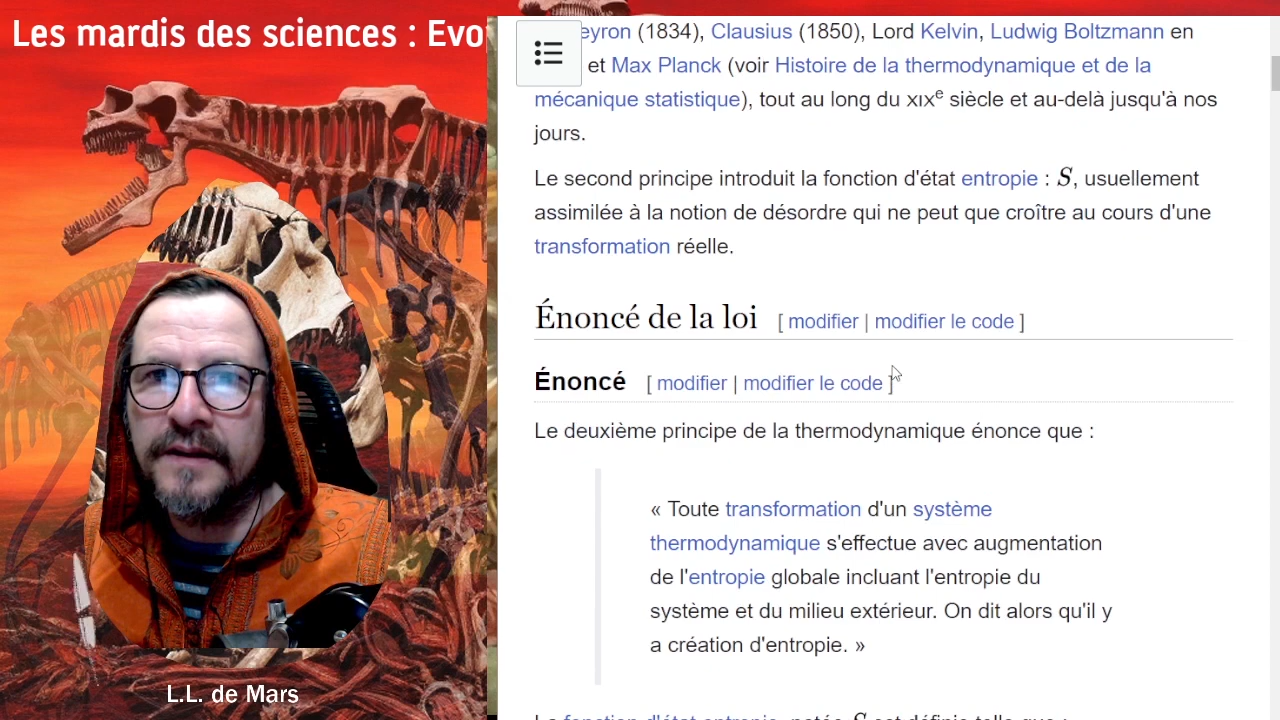 Les mardis des sciences : Evo
eyron (1834), Clausius (1850), Lord Kelvin, Ludwig Boltzmann en
et Max Planck (voir Histoire de la thermodynamique et de la
mécanique statistique), tout au long du XIXe siècle et au-delà jusqu'à nos
jours.
Le second principe introduit la fonction d'état entropie : S, usuellement
assimilée à la notion de désordre qui ne peut que croître au cours d'une
transformation réelle.
Énoncé de la loi [ modifier | modifier le code ]
Énoncé [ modifier | modifier le code ]
Le deuxième principe de la thermodynamique énonce que :
« Toute transformation d'un système
thermodynamique s'effectue avec augmentation
de l'entropie globale incluant l'entropie du
système et du milieu extérieur. On dit alors qu'il y
a création d'entropie. »
L.L. de Mars